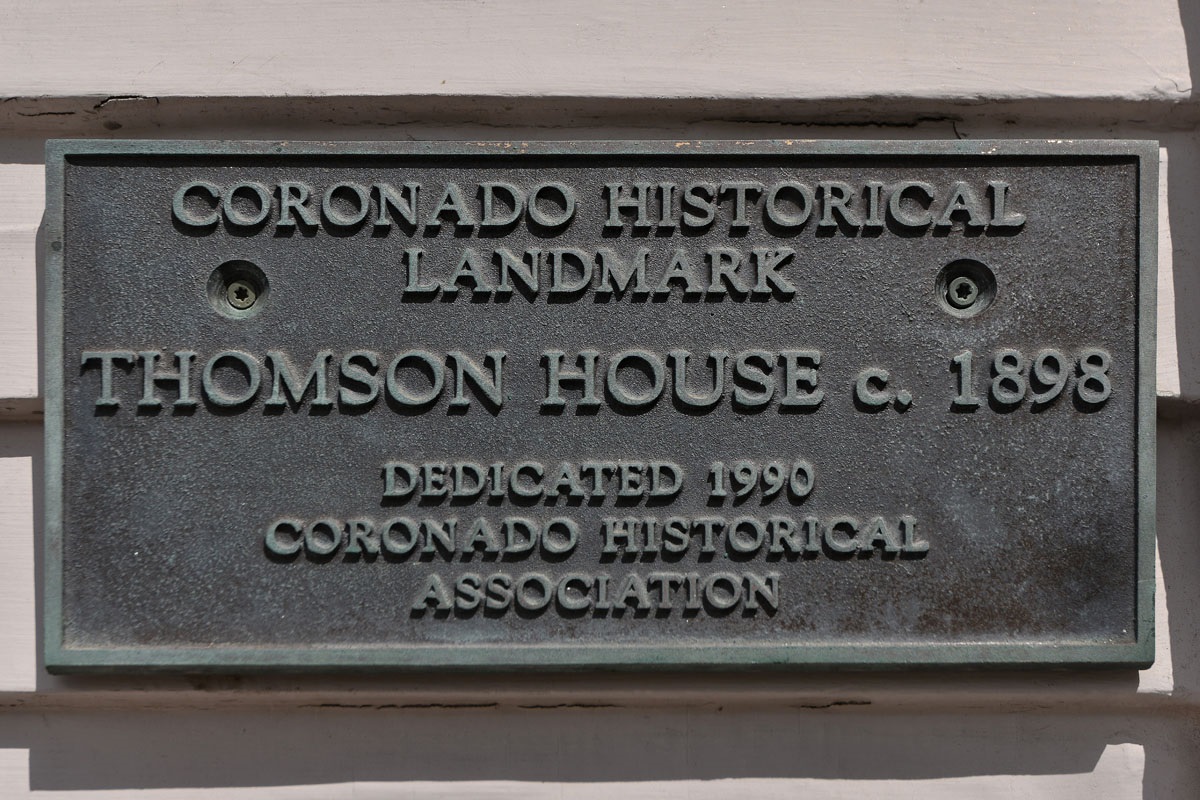 CORONADO HISTORICAL
LANDMARK
THOMSON HOUSE c. 1898
DEDICATED 1990
CORONADO HISTORICAL
ASSOCIATION